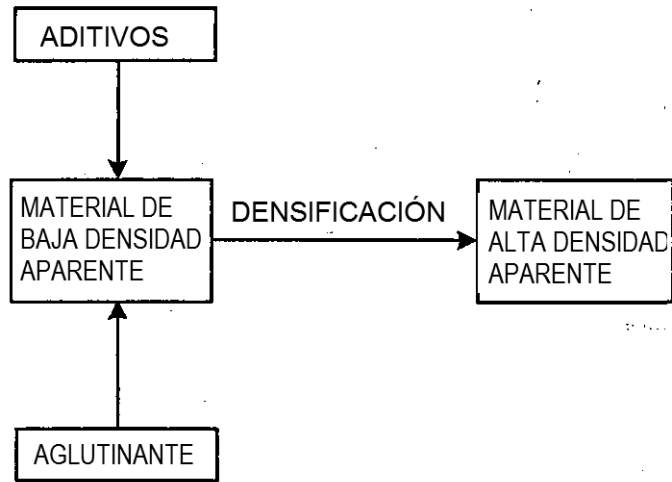 ADITIVOS
MATERIAL DE
BAJA DENSIDAD
APARENTE
DENSIFICACIÓN
MATERIAL DE
ALTA DENSIDAD
APARENTE
AGLUTINANTE